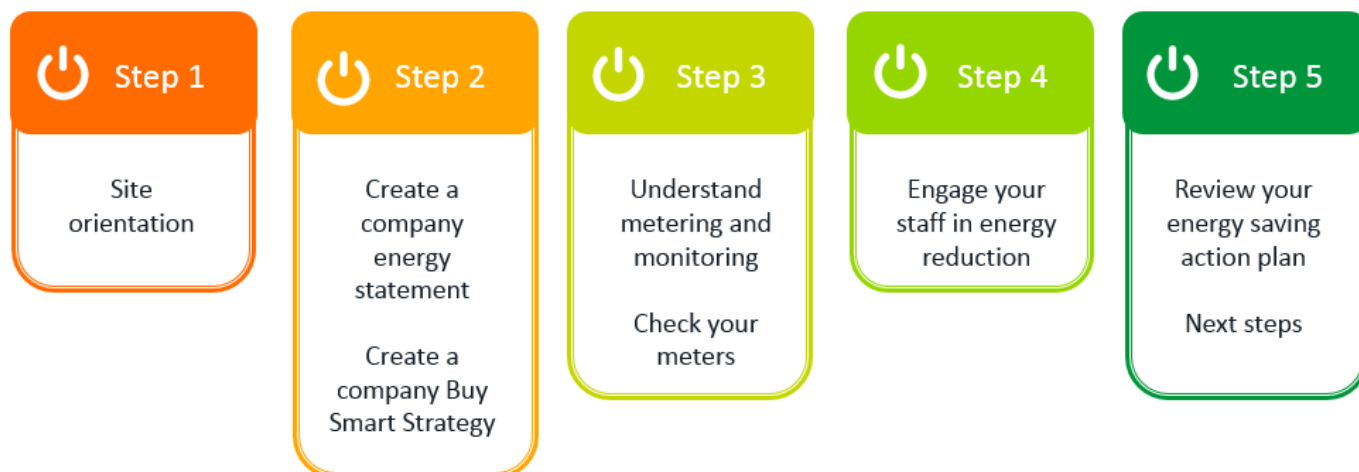 Step 1
Site
orientation
Step 2
Create a
company
energy
statement
Create a
company Buy
Smart Strategy
Step 3
Understand
metering and
monitoring
Check your
meters
Step 4
Engage your
staff in energy
reduction
Step 5
Review your
energy saving
action plan
Next steps